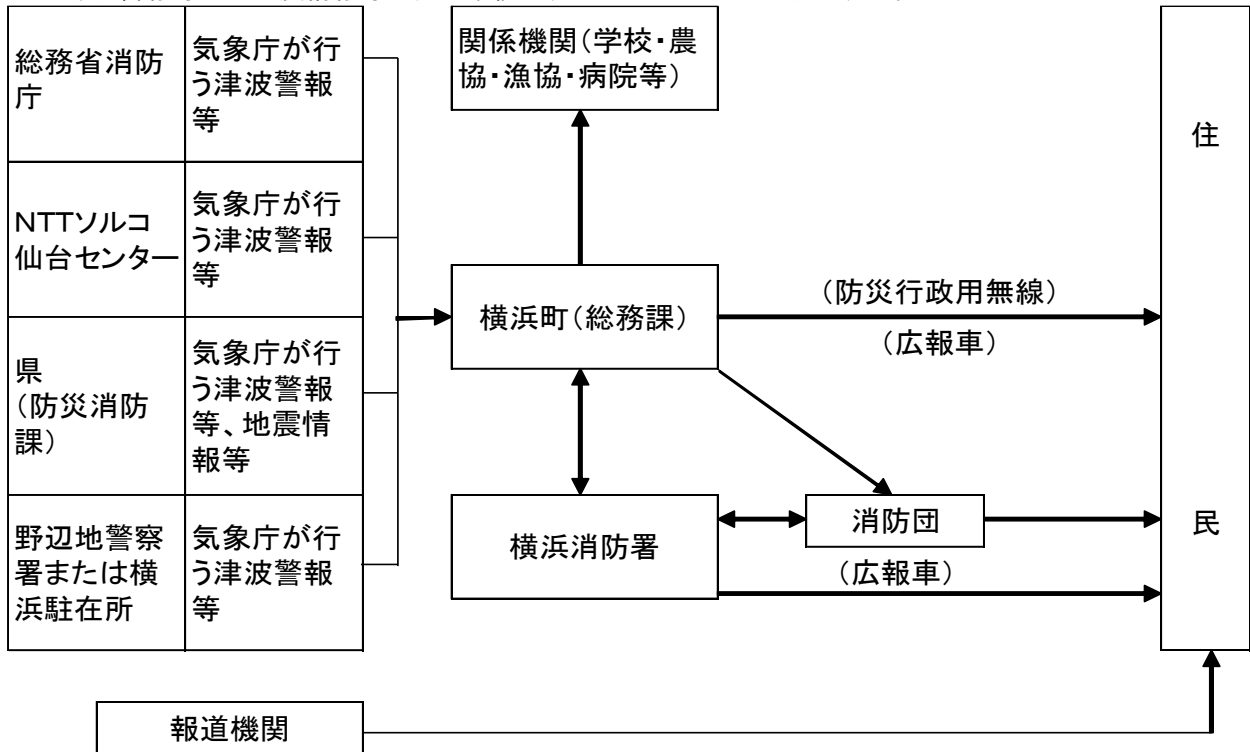 総務省消防
庁
気象庁が行
う津波警報
等
関係機関(学校・農
協・漁協・病院等)
住
民
NTTソルコ
仙台センター
気象庁が行
う津波警報
等
横浜町(総務課)
(防災行政用無線)
(広報車)
県
(防災消防
課)
気象庁が行
う津波警報
等、地震情
報等
野辺地警察
署または横
浜駐在所
気象庁が行
う津波警報
等
横浜消防署
消防団
(広報車)
報道機関